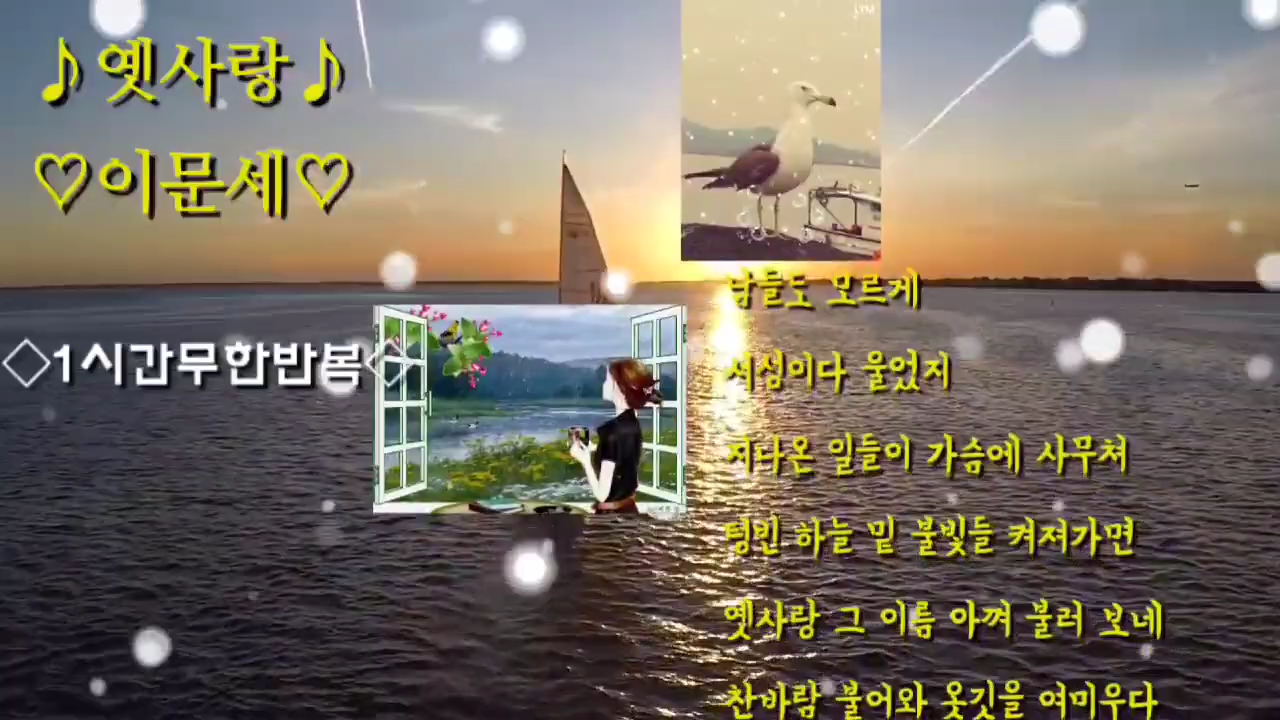 ♪옛사랑♪
♡이문세♡
◇1시간무한반복◇
LYM
남들도 모르게
서성이다 울었지
지나온 일들이 가슴에 사무쳐
텅빈 하늘 밑 불빛들 켜져가면
옛사랑 그 이름 아껴 불러 보네
찬바람 불어와 옷깃을 여미우다